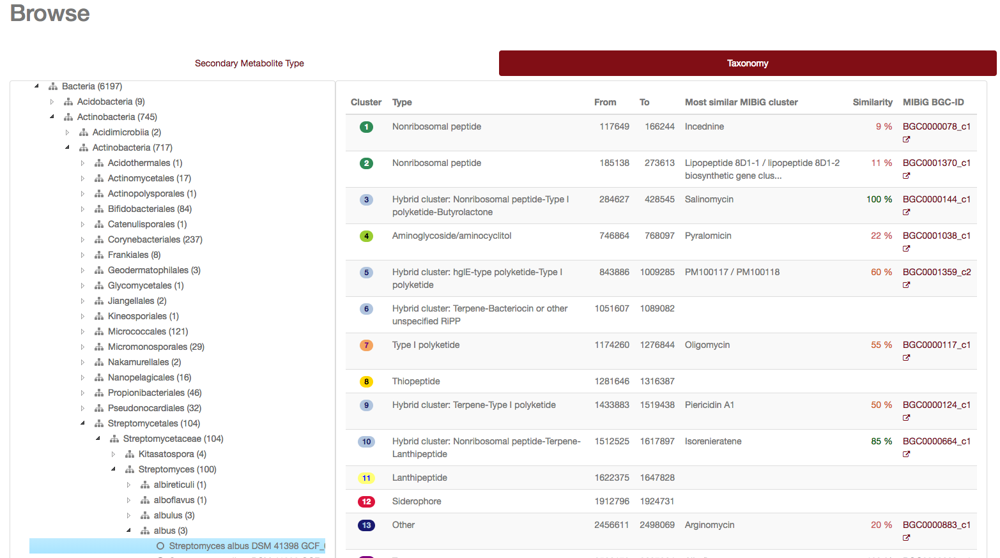 Browse
Secondary Metabolite Type
Taxonomy
Bacteria (6197)
Acidobacteria (9)
Actinobacteria (745)
Acidimicrobiia (2)
Actinobacteria (717)
Acidothermales (1)
Actinomycetales (17)
Actinopolysporales (1)
Bifidobacteriales (84)
Catenulisporales (1)
Corynebacteriales (237)
Frankiales (8)
Geodermatophilales (3)
Glycomycetales (1)
Jiangellales (2)
Kineosporiales (1)
Micrococcales (121)
Micromonosporales (29)
Nakamurellales (2)
Nanopelagicales (16)
Propionibacteriales (46)
Pseudonocardiales (32)
Streptomycetales (104)
Streptomycetaceae (104)
Kitasatospora (4)
Streptomyces (100)
albireticuli (1)
alboflavus (1)
albulus (3)
albus (3)
Streptomyces albus DSM 41398 GCF_
Cluster Type From To Most similar MIBiG cluster Similarity MIBiG BGC-ID
1 Nonribosomal peptide 117649 166244 Incednine 9 % BGC0000078_c1
2 Nonribosomal peptide 185138 273613 Lipopeptide 8D1-1 / lipopeptide 8D1-2 11 % BGC0001370_c1
biosynthetic gene clus...
3 Hybrid cluster: Nonribosomal peptide-Type I 284627 428545 Salinomycin 100 % BGC0000144_c1
polyketide-Butyrolactone
4 Aminoglycoside/aminocyclitol 746864 768097 Pyralomicin 22 % BGC0001038_c1
5 Hybrid cluster: hglE-type polyketide-Type I 843886 1009285 PM100117 / PM100118 60 % BGC0001359_c2
polyketide
6 Hybrid cluster: Terpene-Bacteriocin or other 1051607 1089082
unspecified RiPP
7 Type I polyketide 1174260 1276844 Oligomycin 55 % BGC0000117_c1
8 Thiopeptide 1281646 1316387
9 Hybrid cluster: Terpene-Type I polyketide 1433883 1519438 Piericidin A1 50 % BGC0000124_c1
10 Hybrid cluster: Nonribosomal peptide-Terpene- 1512525 1617897 Isorenieratene 85 % BGC0000664_c1
Lanthipeptide
11 Lanthipeptide 1622375 1647828
12 Siderophore 1912796 1924731
13 Other 2456611 2498069 Arginomycin 20 % BGC0000883_c1